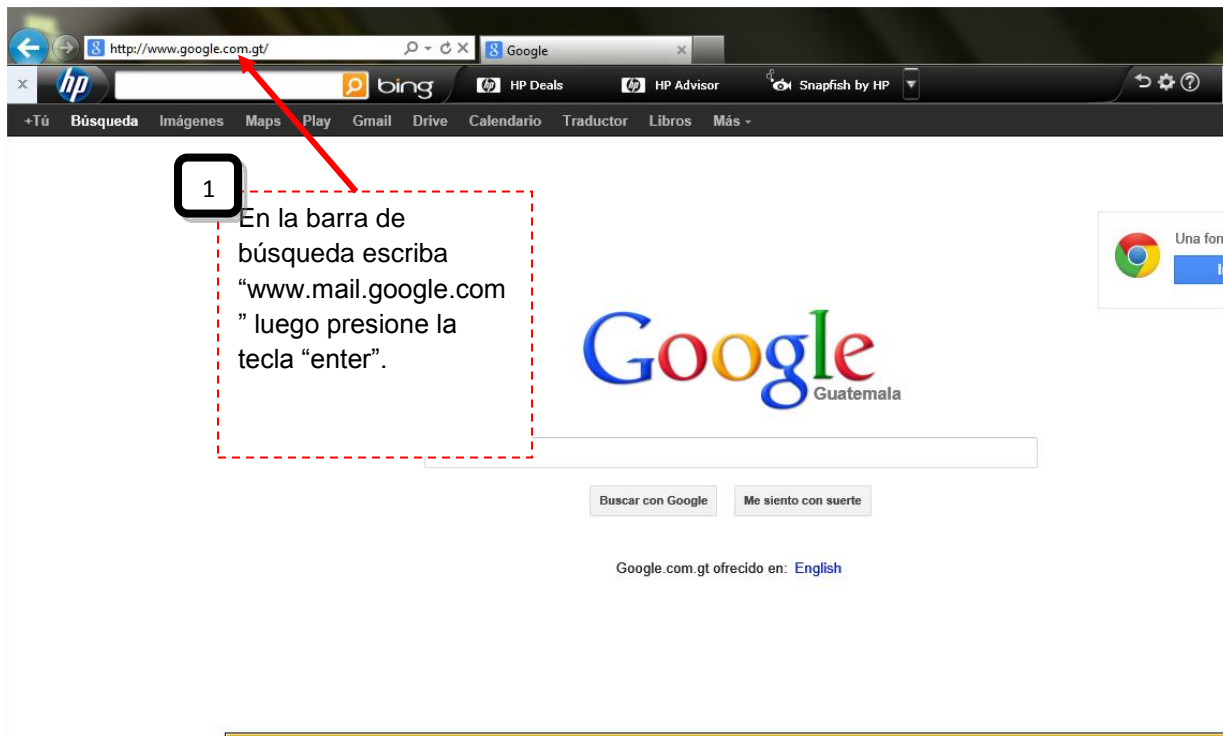 http://www.google.com.gt/
Google
hp
bing
HP Deals
HP Advisor
Snapfish by HP
+Tú Búsqueda Imágenes Maps Play Gmail Drive Calendario Traductor Libros Más
1
En la barra de
búsqueda escriba
“www.mail.google.com
” luego presione la
tecla “enter”.
Una fon
Google
Guatemala
Buscar con Google
Me siento con suerte
Google.com.gt ofrecido en: English